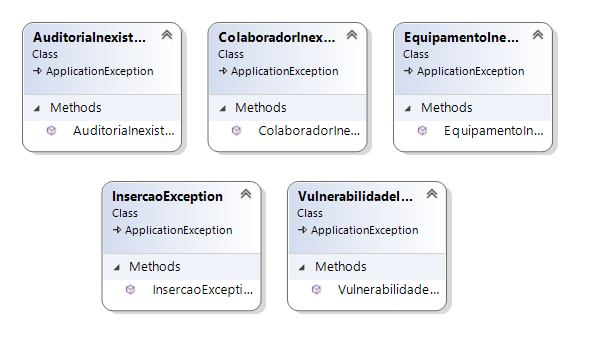 AuditoriaInexist...
Class
ApplicationException
Methods
AuditoriaInexist...
ColaboradorInex...
Class
ApplicationException
Methods
ColaboradorIne...
EquipamentoIne...
Class
ApplicationException
Methods
EquipamentoIn...
InsercaoException
Class
ApplicationException
Methods
InsercaoExcepti...
VulnerabilidadeI...
Class
ApplicationException
Methods
Vulnerabilidade...